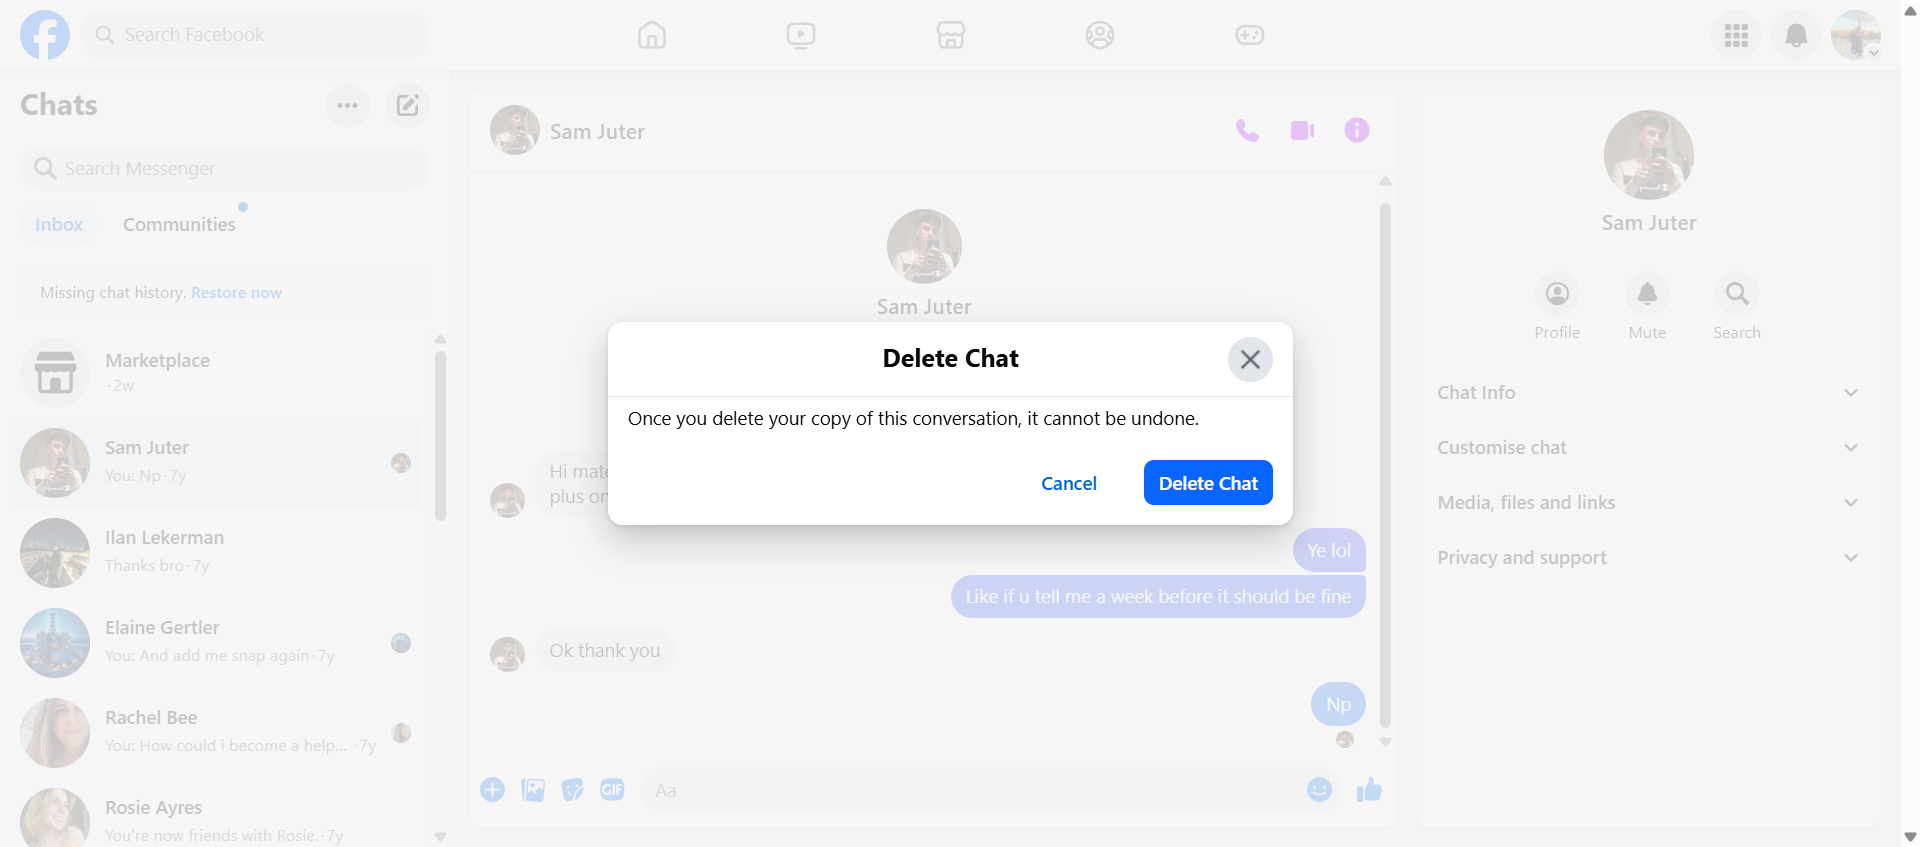 Search Facebook
Chats
Search Messenger
Inbox
Communities
Missing chat history. Restore now
Marketplace
· 2w
Sam Juter
You: Np · 7y
Ilan Lekerman
Thanks bro · 7y
Elaine Gertler
You: And add me snap again · 7y
Rachel Bee
You: How could i become a help... · 7y
Rosie Ayres
You're now friends with Rosie. · 7y
Sam Juter
Sam Juter
Hi mate
plus on
Ye lol
Like if u tell me a week before it should be fine
Ok thank you
Np
GIF
Aa
Delete Chat
Once you delete your copy of this conversation, it cannot be undone.
Cancel
Delete Chat
Sam Juter
Profile
Mute
Search
Chat Info
Customise chat
Media, files and links
Privacy and support